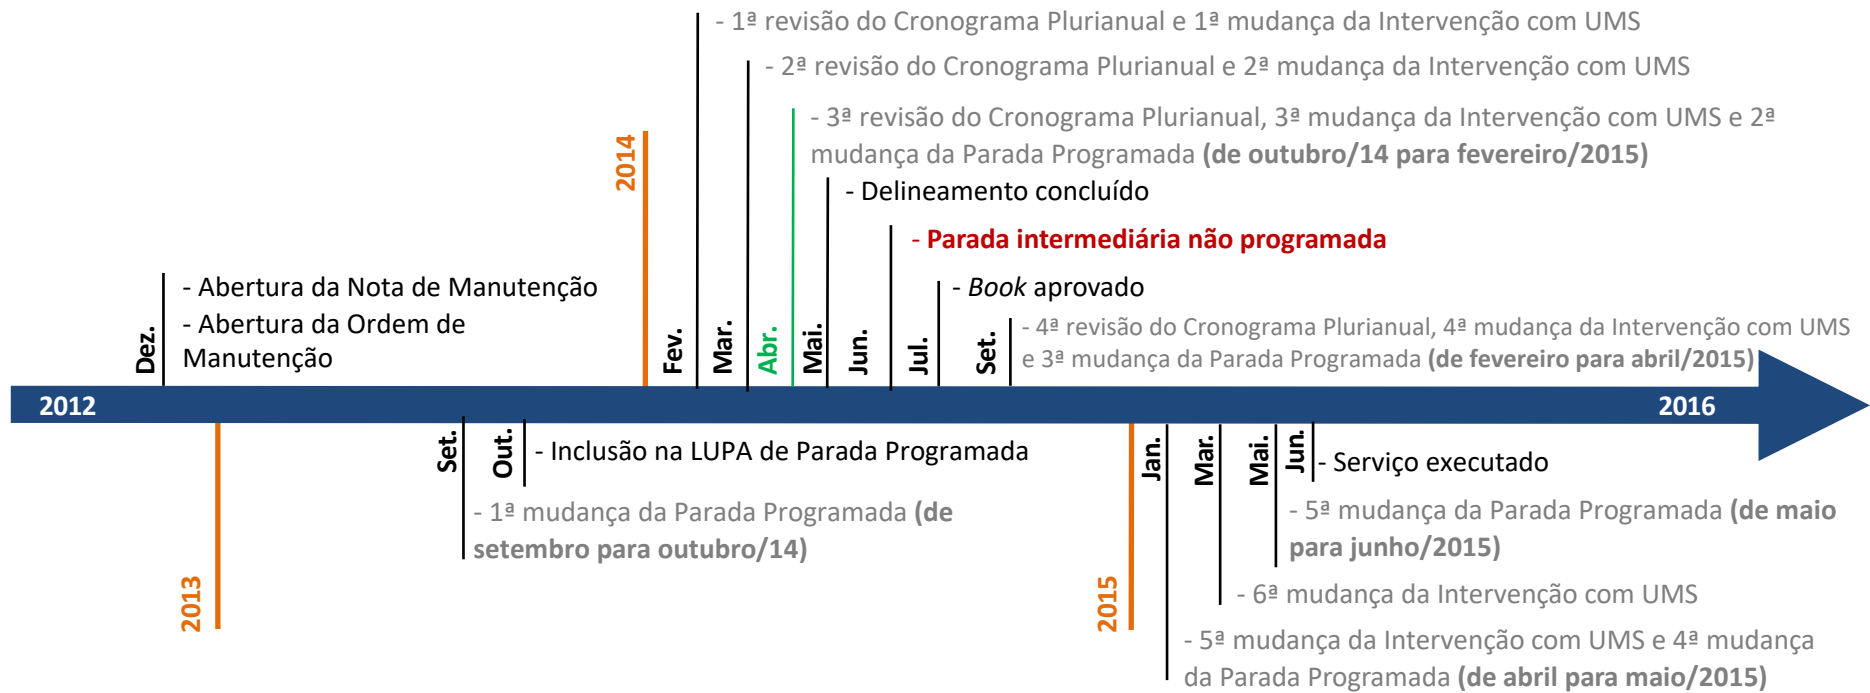 - 1ª revisão do Cronograma Plurianual e 1ª mudança da Intervenção com UMS
- 2ª revisão do Cronograma Plurianual e 2ª mudança da Intervenção com UMS
- 3ª revisão do Cronograma Plurianual, 3ª mudança da Intervenção com UMS e 2ª
mudança da Parada Programada (de outubro/14 para fevereiro/2015)
2014
- Delineamento concluído
- Parada intermediária não programada
- Abertura da Nota de Manutenção
- Abertura da Ordem de
Manutenção
- Book aprovado
- 4ª revisão do Cronograma Plurianual, 4ª mudança da Intervenção com UMS
e 3ª mudança da Parada Programada (de fevereiro para abril/2015)
Dez.
Fev.
Mar.
Abr.
Mai.
Jun.
Jul.
Set.
2012
2016
Set.
Out.
- Inclusão na LUPA de Parada Programada
- 1ª mudança da Parada Programada (de
setembro para outubro/14)
2013
2015
Jan.
Mar.
Mai.
Jun.
- Serviço executado
- 5ª mudança da Parada Programada (de maio
para junho/2015)
- 6ª mudança da Intervenção com UMS
- 5ª mudança da Intervenção com UMS e 4ª mudança
da Parada Programada (de abril para maio/2015)